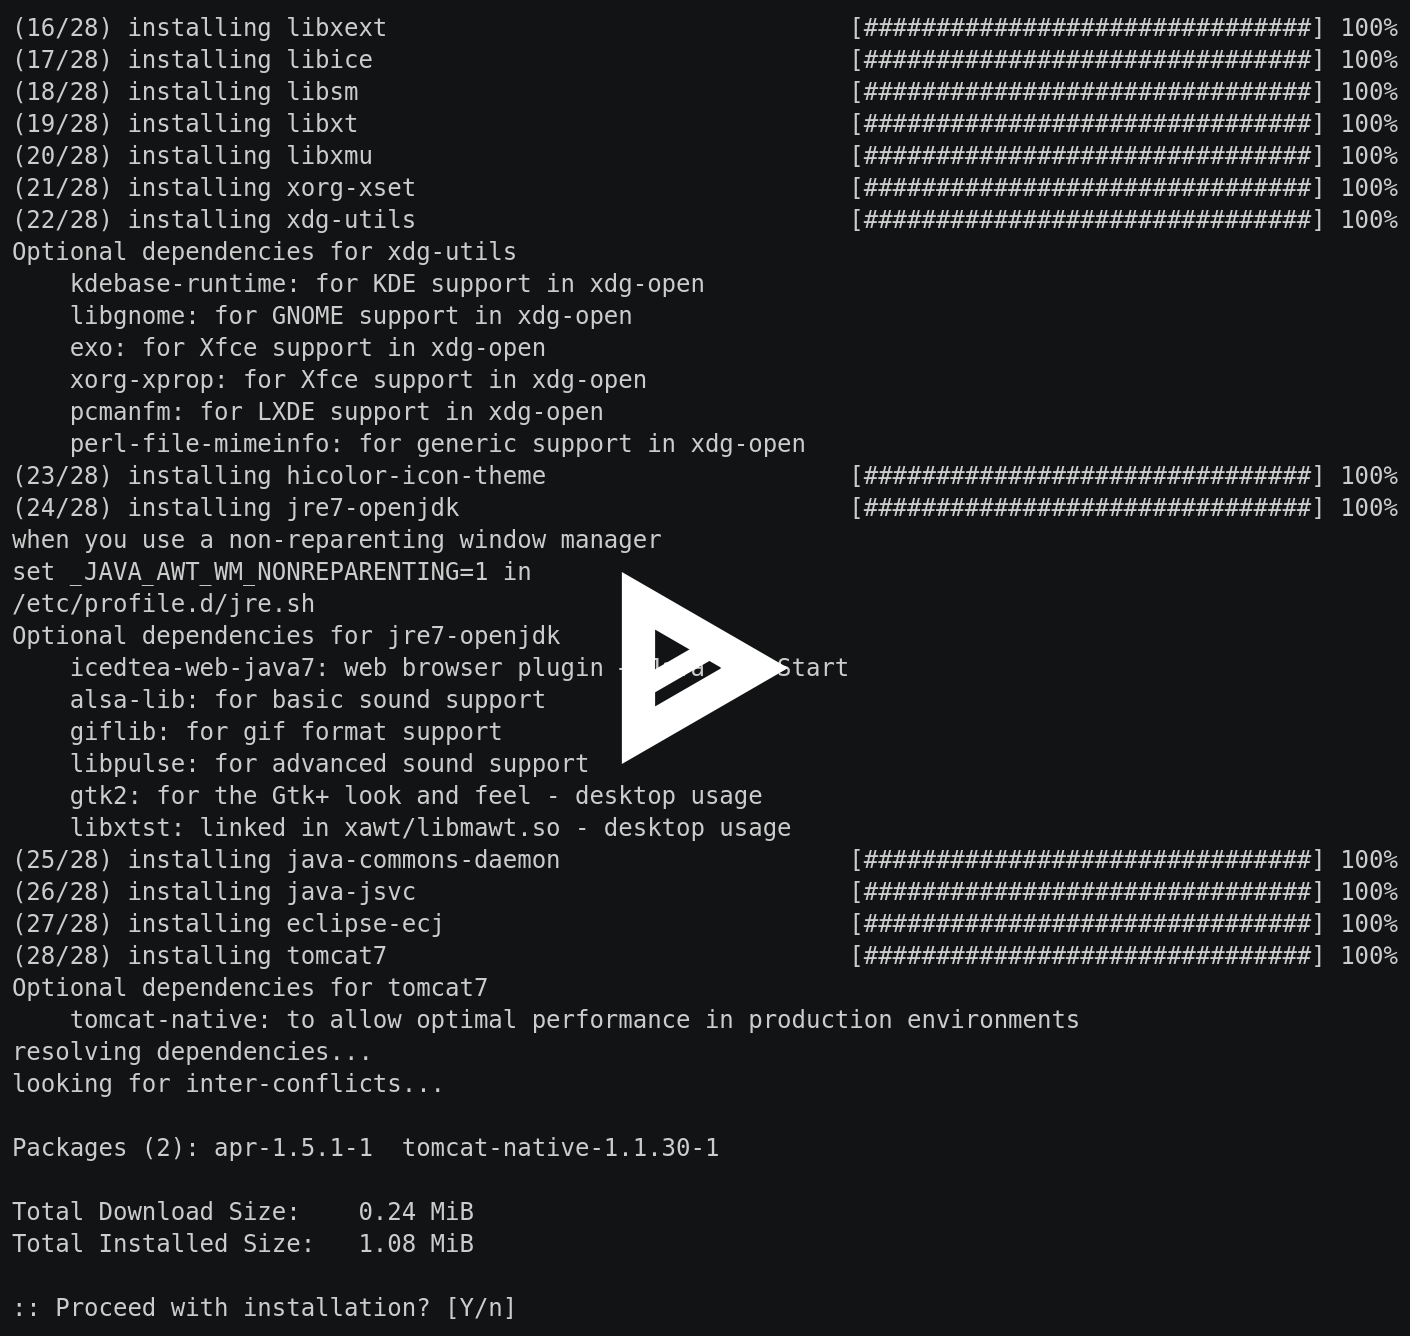 (16/28) installing libxext [###############################] 100%
(17/28) installing libice [###############################] 100%
(18/28) installing libsm [###############################] 100%
(19/28) installing libxt [###############################] 100%
(20/28) installing libxmu [###############################] 100%
(21/28) installing xorg-xset [###############################] 100%
(22/28) installing xdg-utils [###############################] 100%
Optional dependencies for xdg-utils
    kdebase-runtime: for KDE support in xdg-open
    libgnome: for GNOME support in xdg-open
    exo: for Xfce support in xdg-open
    xorg-xprop: for Xfce support in xdg-open
    pcmanfm: for LXDE support in xdg-open
    perl-file-mimeinfo: for generic support in xdg-open
(23/28) installing hicolor-icon-theme [###############################] 100%
(24/28) installing jre7-openjdk [###############################] 100%
when you use a non-reparenting window manager
set _JAVA_AWT_WM_NONREPARENTING=1 in
/etc/profile.d/jre.sh
Optional dependencies for jre7-openjdk
    icedtea-web-java7: web browser plugin Start
    alsa-lib: for basic sound support
    giflib: for gif format support
    libpulse: for advanced sound support
    gtk2: for the Gtk+ look and feel - desktop usage
    libxtst: linked in xawt/libmawt.so - desktop usage
(25/28) installing java-commons-daemon [###############################] 100%
(26/28) installing java-jsvc [###############################] 100%
(27/28) installing eclipse-ecj [###############################] 100%
(28/28) installing tomcat7 [###############################] 100%
Optional dependencies for tomcat7
    tomcat-native: to allow optimal performance in production environments
resolving dependencies...
looking for inter-conflicts...
Packages (2): apr-1.5.1-1  tomcat-native-1.1.30-1
Total Download Size:    0.24 MiB
Total Installed Size:   1.08 MiB
:: Proceed with installation? [Y/n]